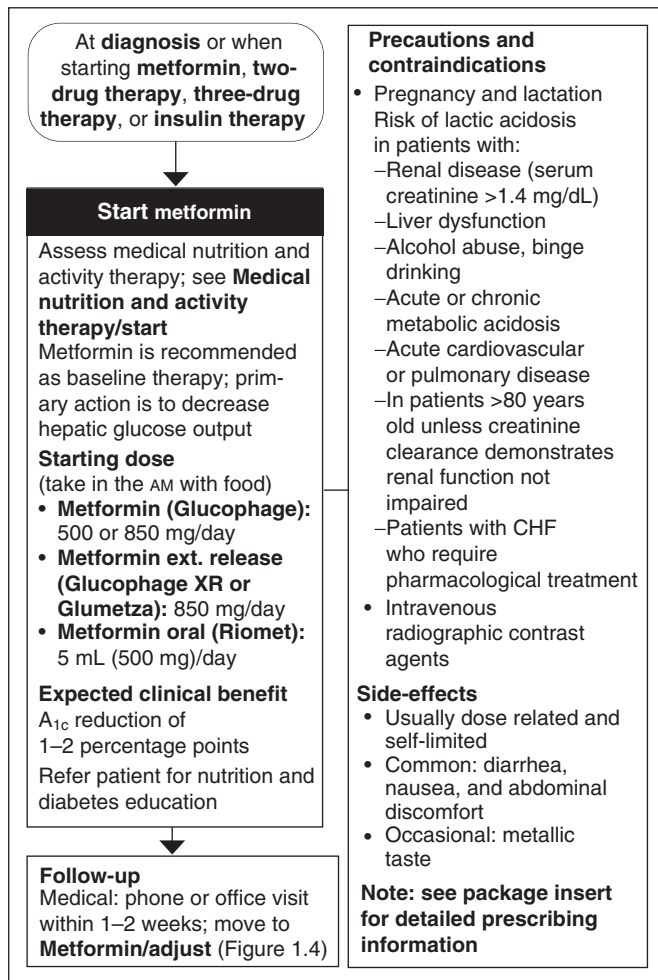 At diagnosis or when
starting metformin, two-
drug therapy, three-drug
therapy, or insulin therapy
Start metformin
Assess medical nutrition and
activity therapy; see Medical
nutrition and activity
therapy/start
Metformin is recommended
as baseline therapy; prim-
ary action is to decrease
hepatic glucose output
Starting dose
(take in the AM with food)
• Metformin (Glucophage):
500 or 850 mg/day
• Metformin ext. release
(Glucophage XR or
Glumetza): 850 mg/day
• Metformin oral (Riomet):
5 mL (500 mg)/day
Expected clinical benefit
A1c reduction of
1–2 percentage points
Refer patient for nutrition and
diabetes education
Follow-up
Medical: phone or office visit
within 1–2 weeks; move to
Metformin/adjust (Figure 1.4)
Precautions and
contraindications
• Pregnancy and lactation
Risk of lactic acidosis
in patients with:
–Renal disease (serum
creatinine >1.4 mg/dL)
–Liver dysfunction
–Alcohol abuse, binge
drinking
–Acute or chronic
metabolic acidosis
–Acute cardiovascular
or pulmonary disease
–In patients >80 years
old unless creatinine
clearance demonstrates
renal function not
impaired
–Patients with CHF
who require
pharmacological treatment
• Intravenous
radiographic contrast
agents
Side-effects
• Usually dose related and
self-limited
• Common: diarrhea,
nausea, and abdominal
discomfort
• Occasional: metallic
taste
Note: see package insert
for detailed prescribing
information